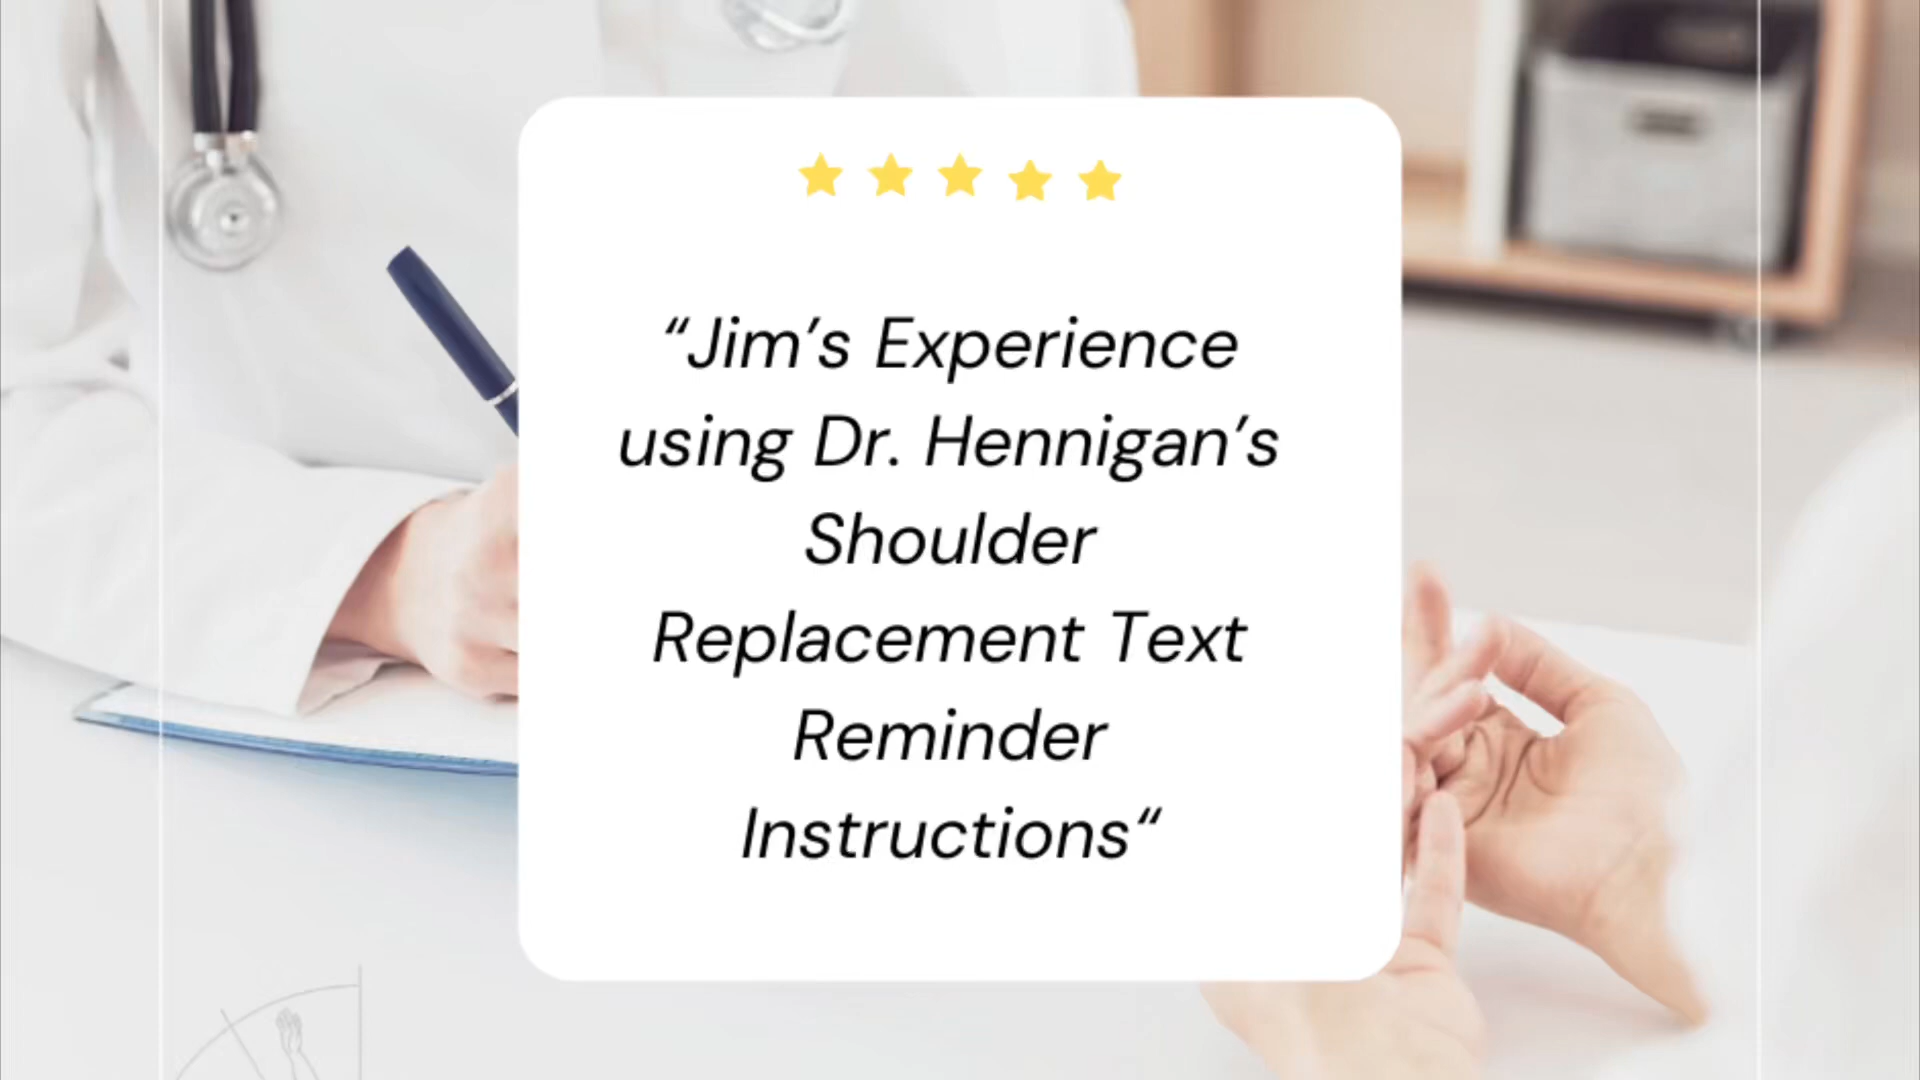 “Jim’s Experience
using Dr. Hennigan’s
Shoulder
Replacement Text
Reminder
Instructions“